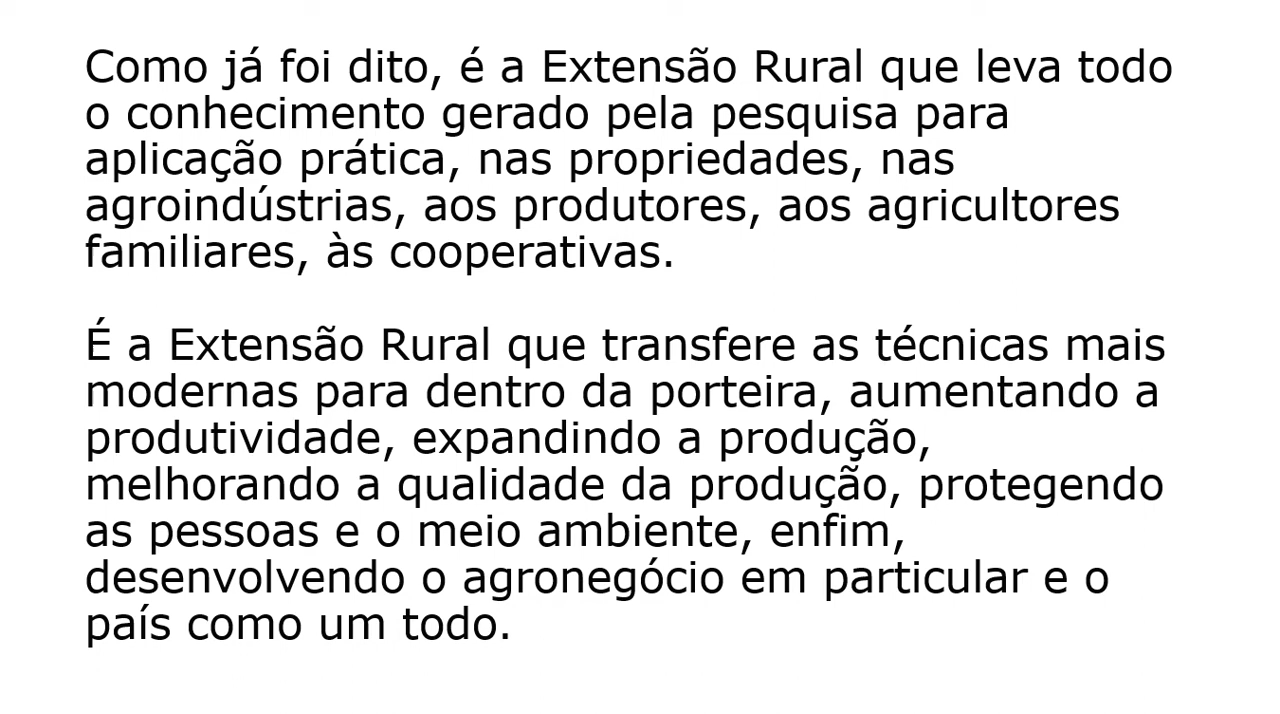 Como já foi dito, é a Extensão Rural que leva todo
o conhecimento gerado pela pesquisa para
aplicação prática, nas propriedades, nas
agroindústrias, aos produtores, aos agricultores
familiares, às cooperativas.
É a Extensão Rural que transfere as técnicas mais
modernas para dentro da porteira, aumentando a
produtividade, expandindo a produção,
melhorando a qualidade da produção, protegendo
as pessoas e o meio ambiente, enfim,
desenvolvendo o agronegócio em particular e o
país como um todo.